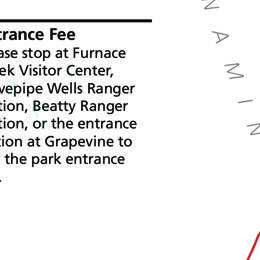 trance Fee
ase stop at Furnace
ek Visitor Center,
vepipe Wells Ranger
tion, Beatty Ranger
tion, or the entrance
tion at Grapevine to
the park entrance
.
N A M I N